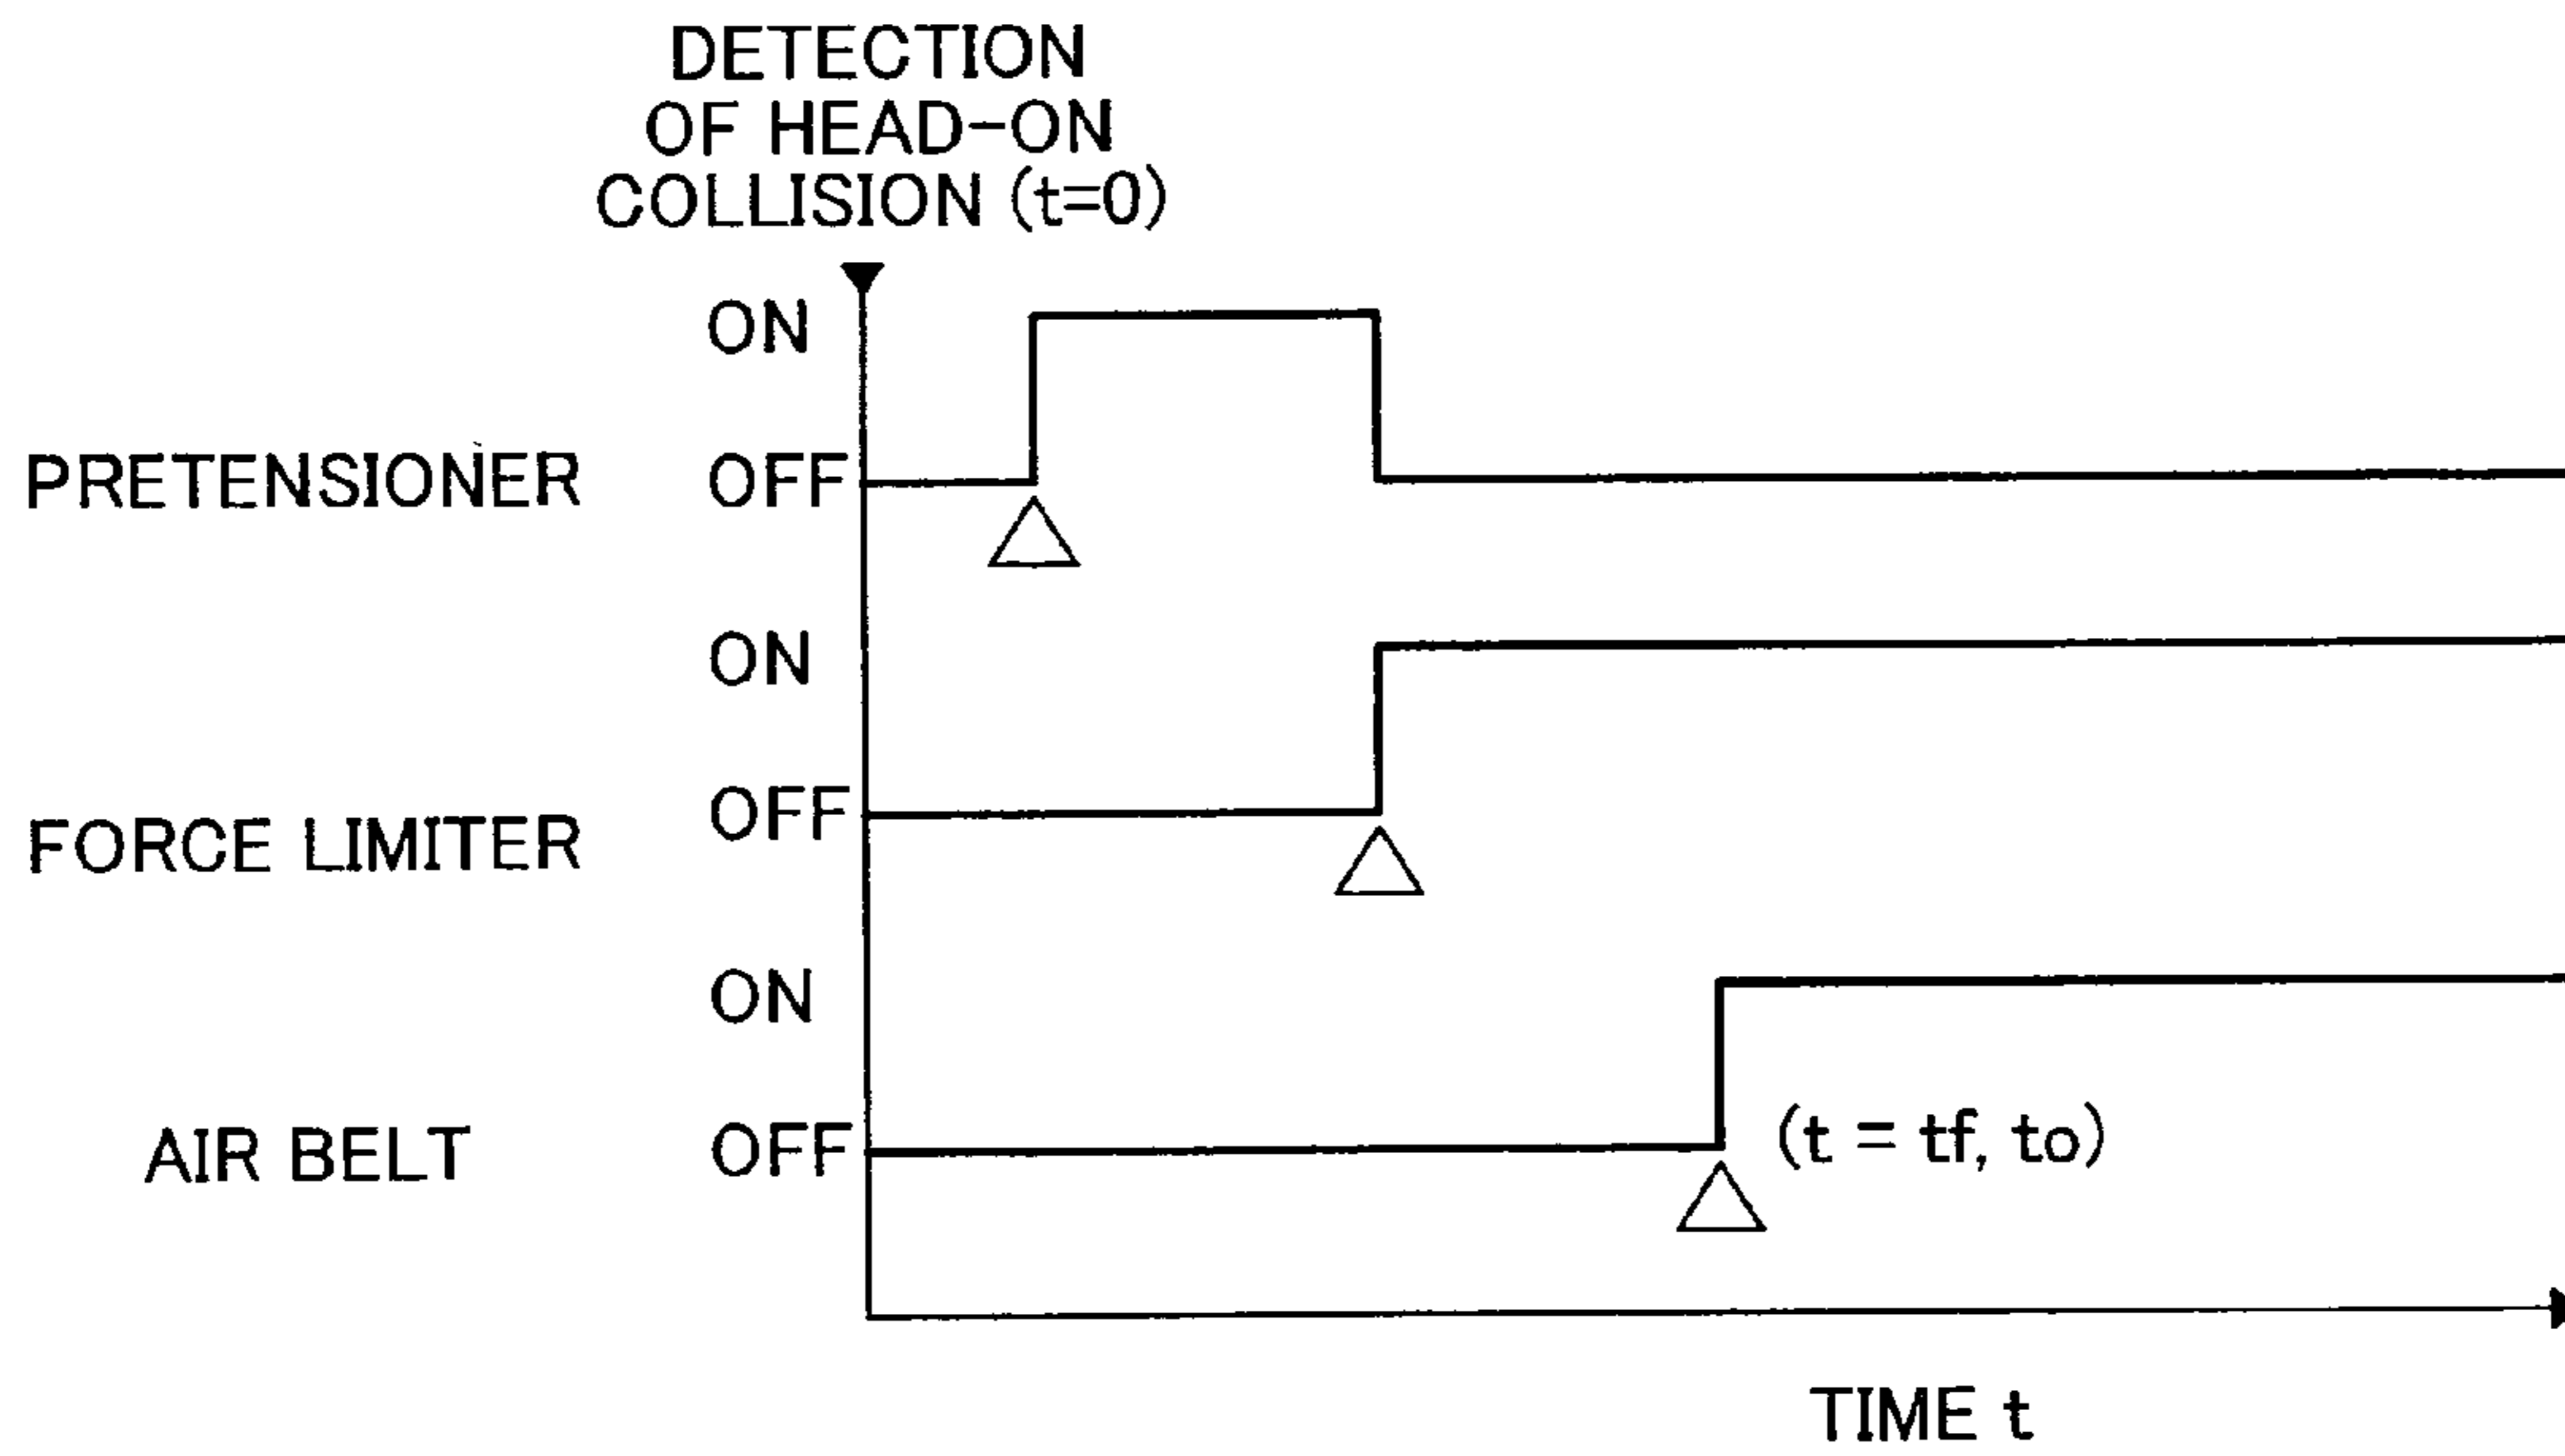 DETECTION
OF HEAD-ON
COLLISION (t=0)
ON
PRETENSIONER OFF
ON
FORCE LIMITER OFF
ON
AIR BELT OFF (t = tf, to)
TIME t